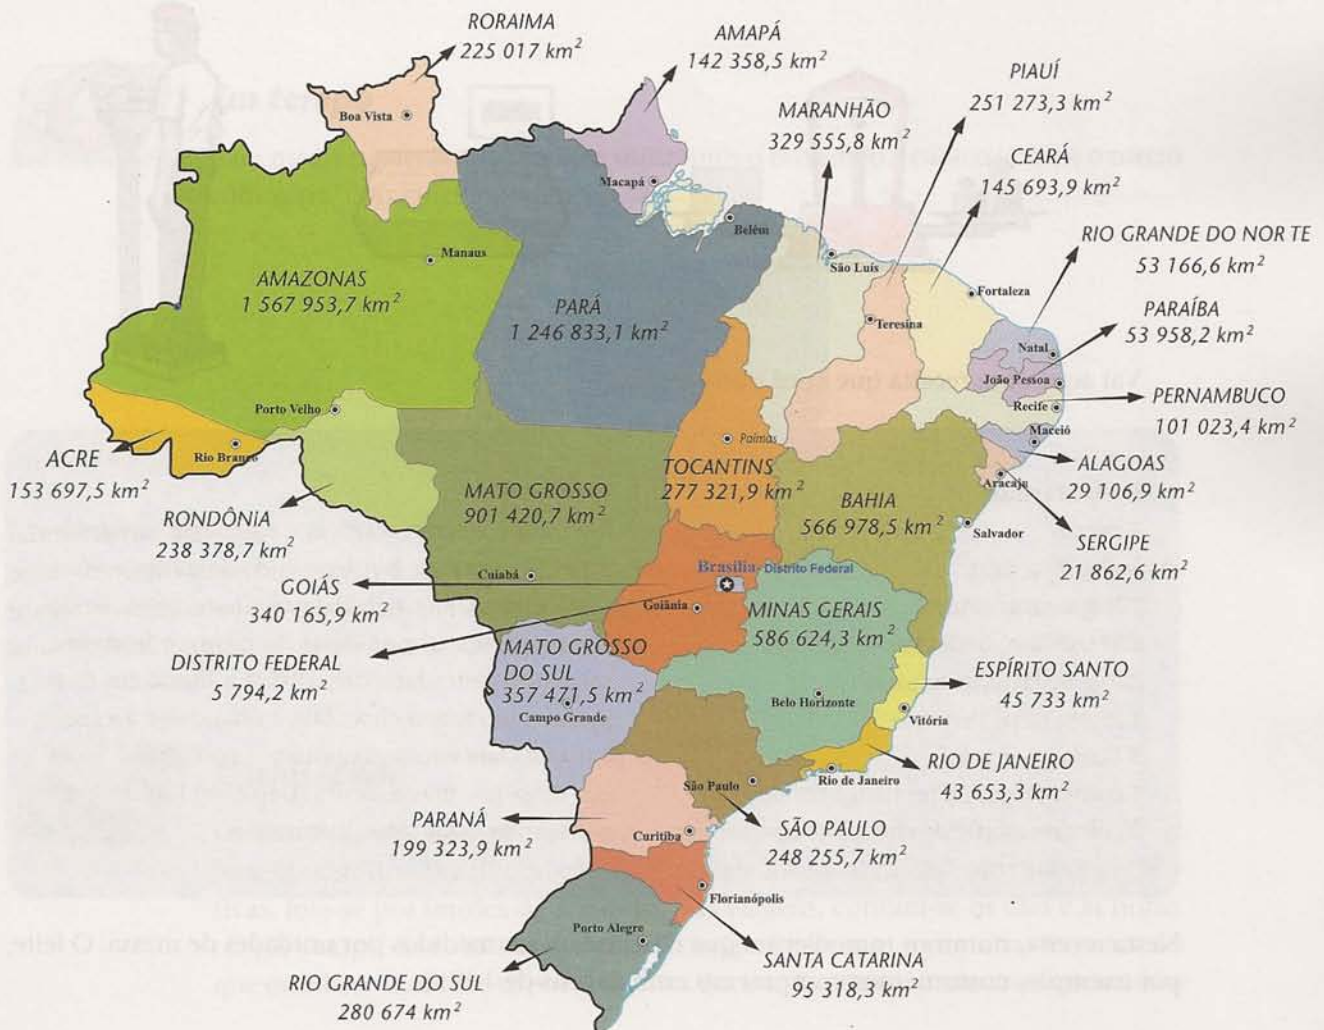 RORAIMA
225 017 km²
AMAPÁ
142 358,5 km²
PIAUÍ
251 273,3 km²
MARANHÃO
329 555,8 km²
CEARÁ
145 693,9 km²
RIO GRANDE DO NOR TE
53 166,6 km²
PARAÍBA
53 958,2 km²
PERNAMBUCO
101 023,4 km²
ALAGOAS
29 106,9 km²
SERGIPE
21 862,6 km²
Boa Vista
Macapá
Belém
Manaus
São Luís
Fortaleza
Teresina
Natal
João Pessoa
Recife
Maceió
Aracaju
Salvador
AMAZONAS
1 567 953,7 km²
PARÁ
1 246 833,1 km²
Porto Velho
Rio Branco
ACRE
153 697,5 km²
RONDÔNIA
238 378,7 km²
MATO GROSSO
901 420,7 km²
Palmas
TOCANTINS
277 321,9 km²
BAHIA
566 978,5 km²
Cuiabá
Brasília- Distrito Federal
GOIÁS
340 165,9 km²
Goiânia
MINAS GERAIS
586 624,3 km²
DISTRITO FEDERAL
5 794,2 km²
MATO GROSSO
DO SUL
357 471,5 km²
Campo Grande
Belo Horizonte
ESPÍRITO SANTO
45 733 km²
Vitória
RIO DE JANEIRO
43 653,3 km²
Rio de Janeiro
São Paulo
SÃO PAULO
248 255,7 km²
PARANÁ
199 323,9 km²
Curitiba
Florianópolis
Porto Alegre
SANTA CATARINA
95 318,3 km²
RIO GRANDE DO SUL
280 674 km²